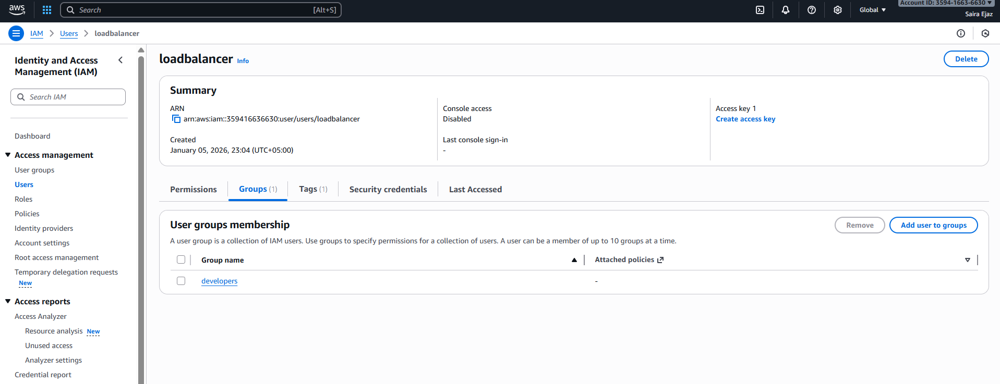 aws
Search
[Alt+S]
Global
Account ID: 3594-1663-6630
Saira Ejaz
IAM
Users
loadbalancer
Identity and Access
Management (IAM)
Search IAM
Dashboard
Access management
User groups
Users
Roles
Policies
Identity providers
Account settings
Root access management
Temporary delegation requests
New
Access reports
Access Analyzer
Resource analysis New
Unused access
Analyzer settings
Credential report
loadbalancer Info
Delete
Summary
ARN
arn:aws:iam::359416636630:user/users/loadbalancer
Created
January 05, 2026, 23:04 (UTC+05:00)
Console access
Disabled
Last console sign-in
-
Access key 1
Create access key
Permissions
Groups (1)
Tags (1)
Security credentials
Last Accessed
User groups membership
Remove
Add user to groups
A user group is a collection of IAM users. Use groups to specify permissions for a collection of users. A user can be a member of up to 10 groups at a time.
Group name
Attached policies
developers
-